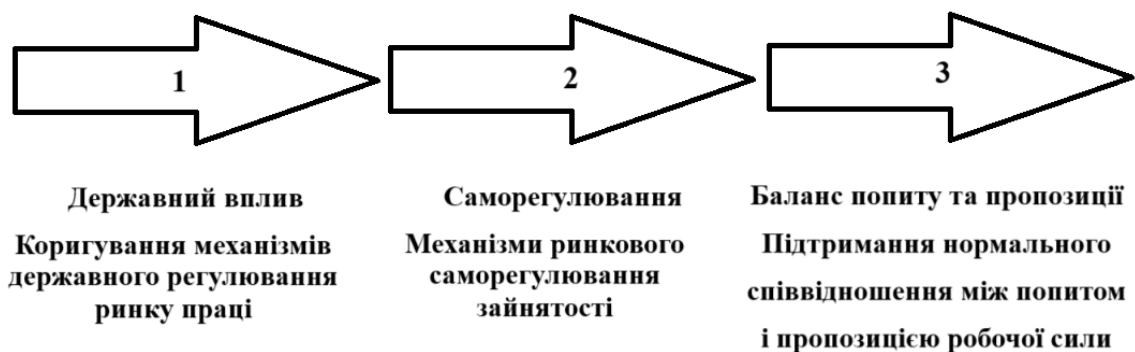 1
2
3
Державний вплив
Коригування механізмів
державного регулювання
ринку праці
Саморегулювання
Механізми ринкового
саморегулювання
зайнятості
Баланс попиту та пропозиції
Підтримання нормального
співвідношення між попитом
і пропозицією робочої сили